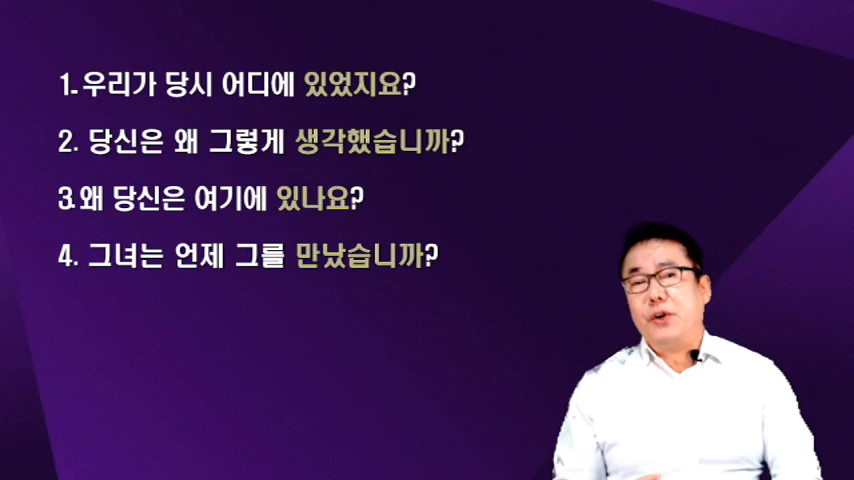 1. 우리가 당시 어디에 있었지요?
2. 당신은 왜 그렇게 생각했습니까?
3. 왜 당신은 여기에 있나요?
4. 그녀는 언제 그를 만났습니까?